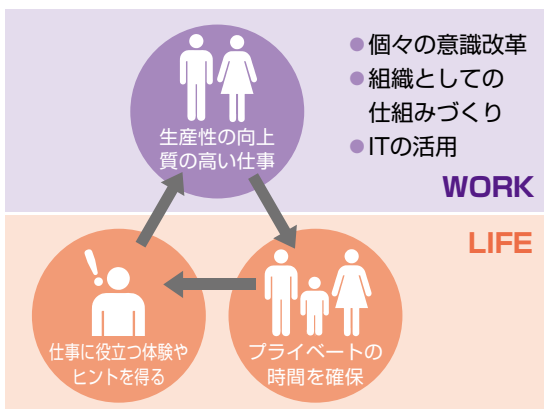 生産性の向上
質の高い仕事
●個々の意識改革
●組織としての
仕組みづくり
●ITの活用
WORK
LIFE
仕事に役立つ体験や
ヒントを得る
プライベートの
時間を確保